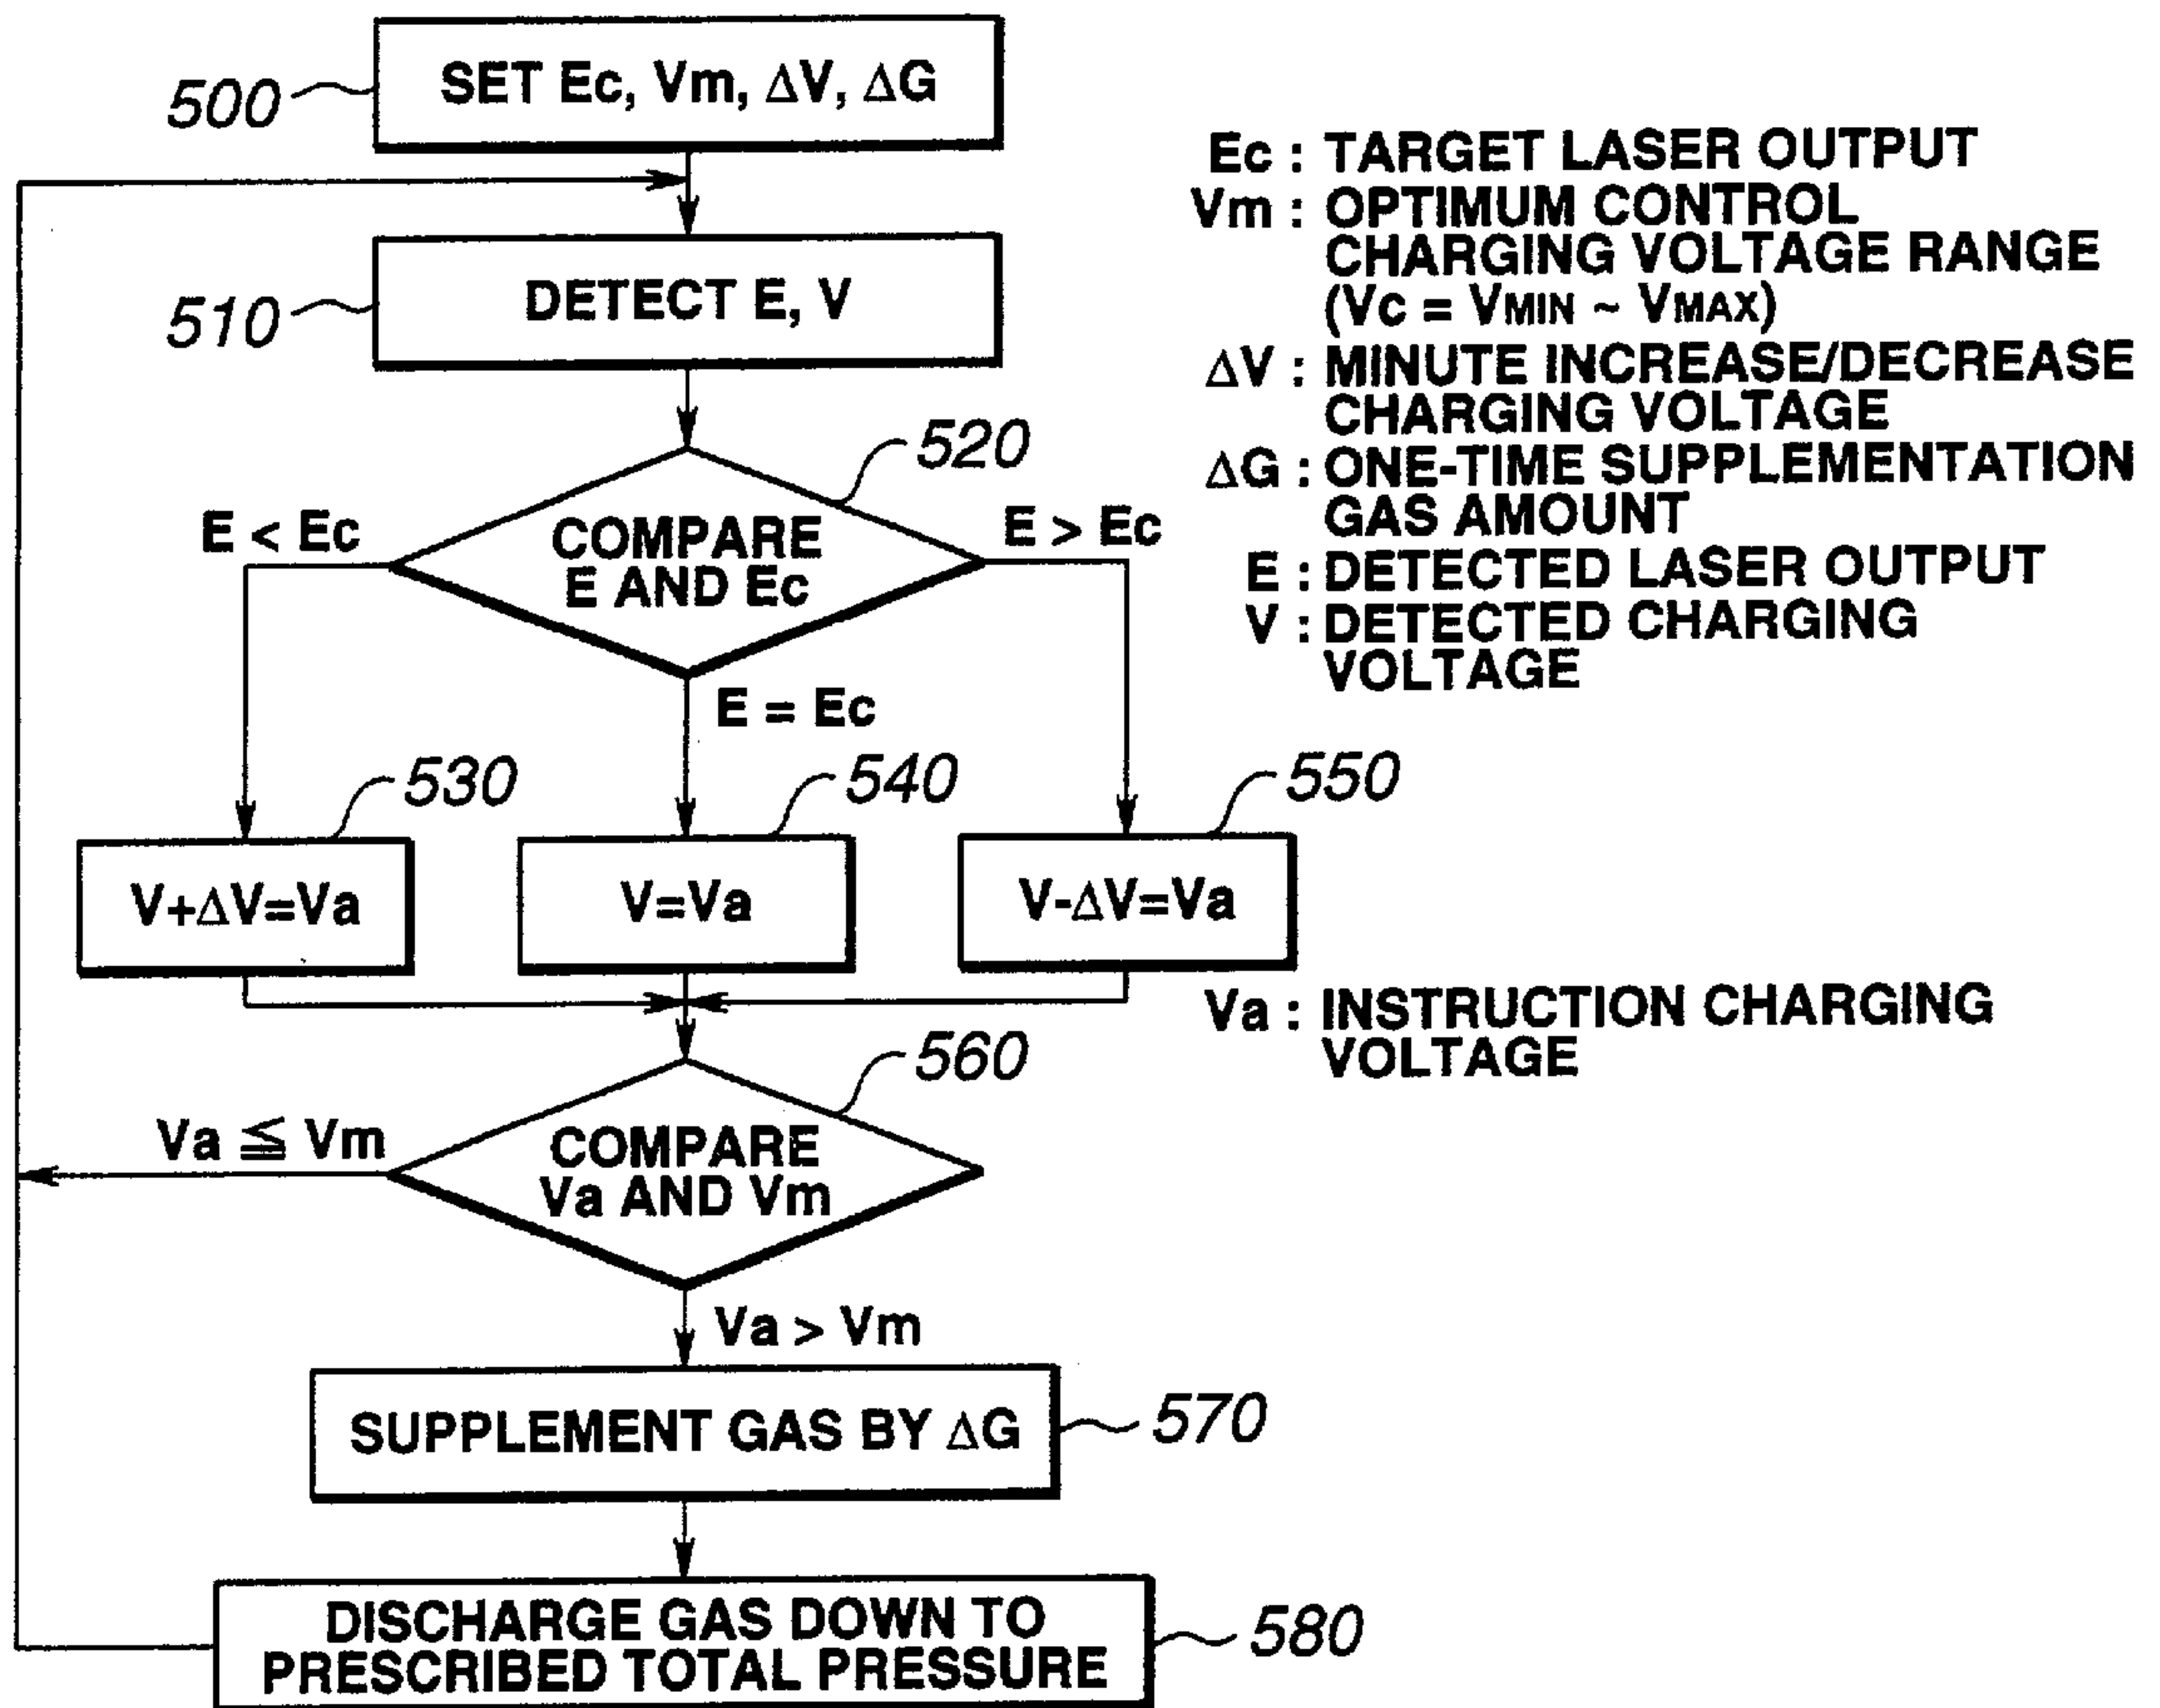 500
SET Ec, Vm, ΔV, ΔG
510
DETECT E, V
Ec : TARGET LASER OUTPUT
Vm : OPTIMUM CONTROL
CHARGING VOLTAGE RANGE
(Vc = VMIN ~ VMAX)
ΔV : MINUTE INCREASE/DECREASE
CHARGING VOLTAGE
ΔG : ONE-TIME SUPPLEMENTATION
GAS AMOUNT
E : DETECTED LASER OUTPUT
V : DETECTED CHARGING
VOLTAGE
520
E < Ec
COMPARE
E AND Ec
E > Ec
E = Ec
530
V+ΔV=Va
540
V=Va
550
V-ΔV=Va
Va : INSTRUCTION CHARGING
VOLTAGE
560
Va ≦ Vm
COMPARE
Va AND Vm
Va > Vm
SUPPLEMENT GAS BY ΔG
570
DISCHARGE GAS DOWN TO
PRESCRIBED TOTAL PRESSURE
580